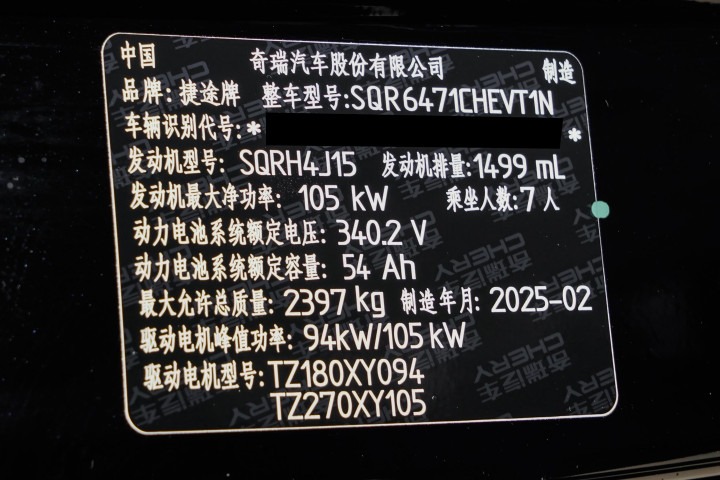 中国 奇瑞汽车股份有限公司 制造
品牌: 捷途牌 整车型号:SQR6471CHEVT1N
车辆识别代号:* *
发动机型号: SQRH4J15 发动机排量:1499 mL
发动机最大净功率: 105 kW 乘坐人数:7 人
动力电池系统额定电压: 340.2 V
动力电池系统额定容量: 54 Ah
最大允许总质量: 2397 kg 制造年月: 2025-02
驱动电机峰值功率: 94kW/105 kW
驱动电机型号: TZ180XY094
TZ270XY105